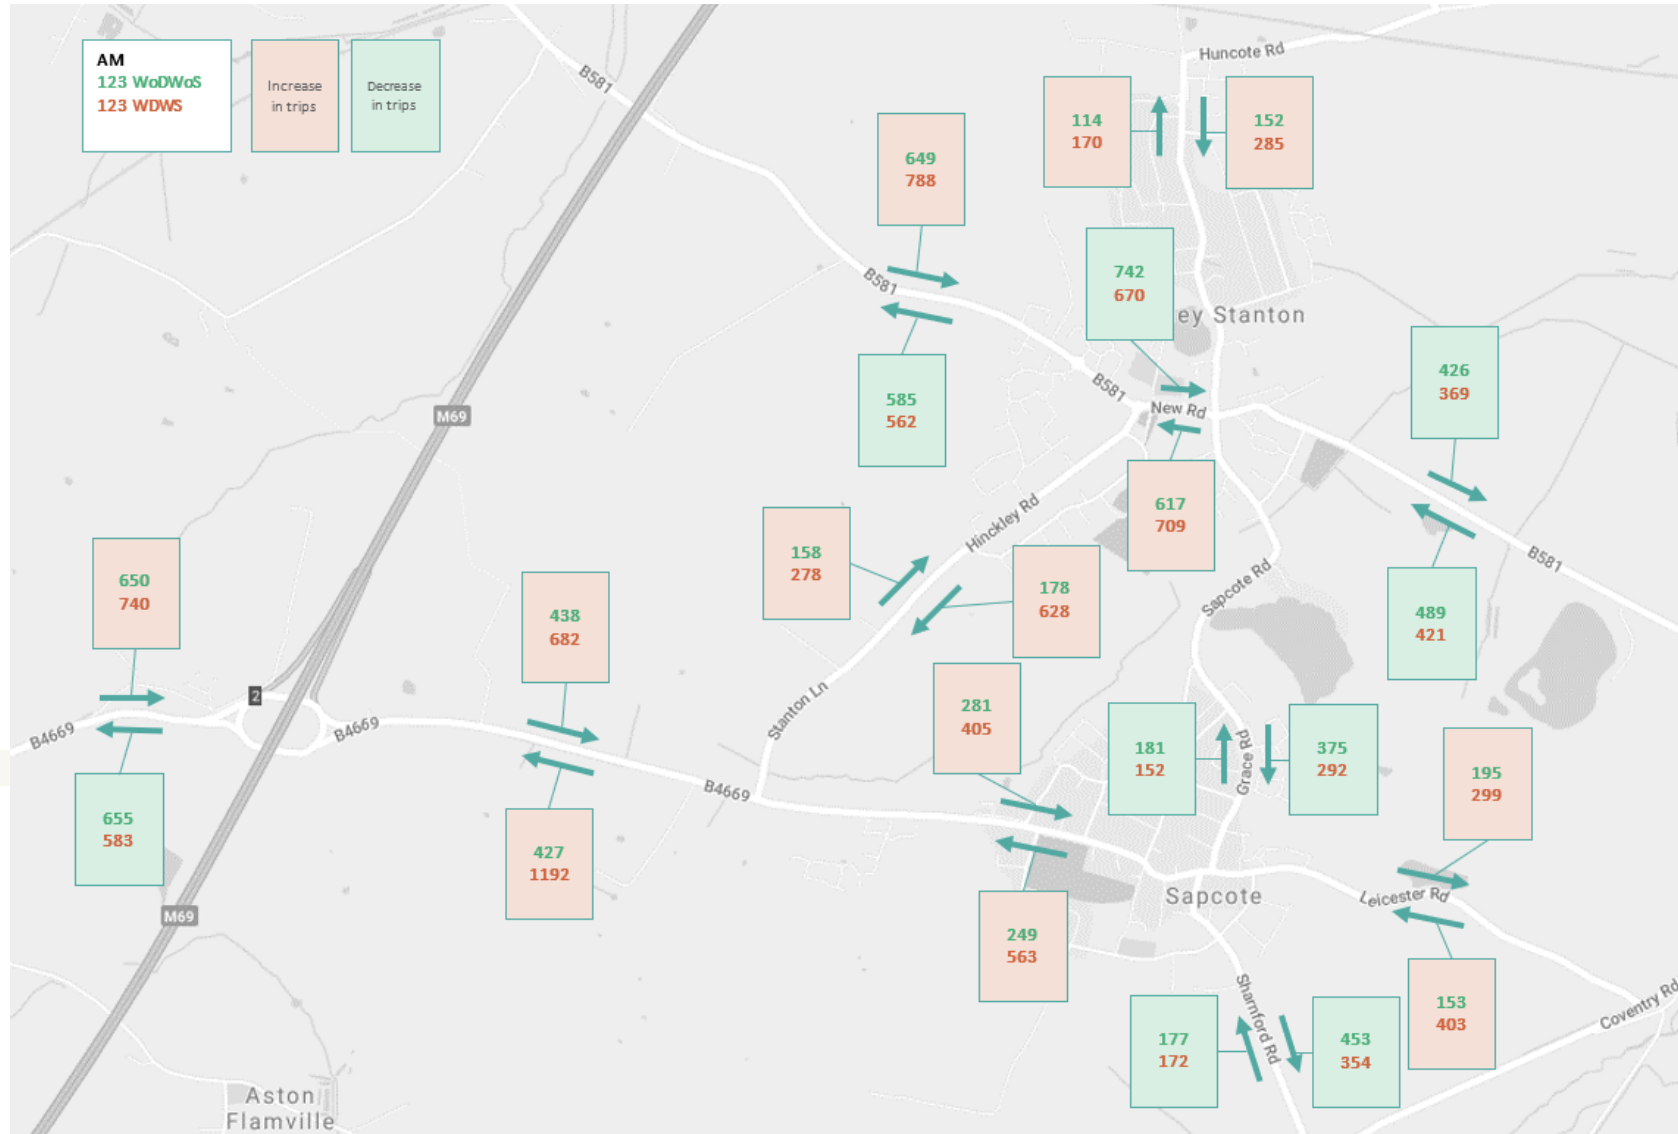 AM
123 WoDWoS
123 WDWS
Increase
in trips
Decrease
in trips
B581
Huncote Rd
114
170
152
285
649
788
742
670
B581
ey Stanton
426
369
585
562
B581
New Rd
M69
617
709
Hinckley Rd
158
278
178
628
B581
650
740
438
682
Sapcote Rd
489
421
2
B4669
B4669
Stanton Ln
281
405
181
152
Grace Rd
375
292
195
299
B4669
655
583
427
1192
Sapcote
Leicester Rd
M69
249
563
153
403
Sharnford Rd
177
172
453
354
Coventry Rd
Aston
Flamville